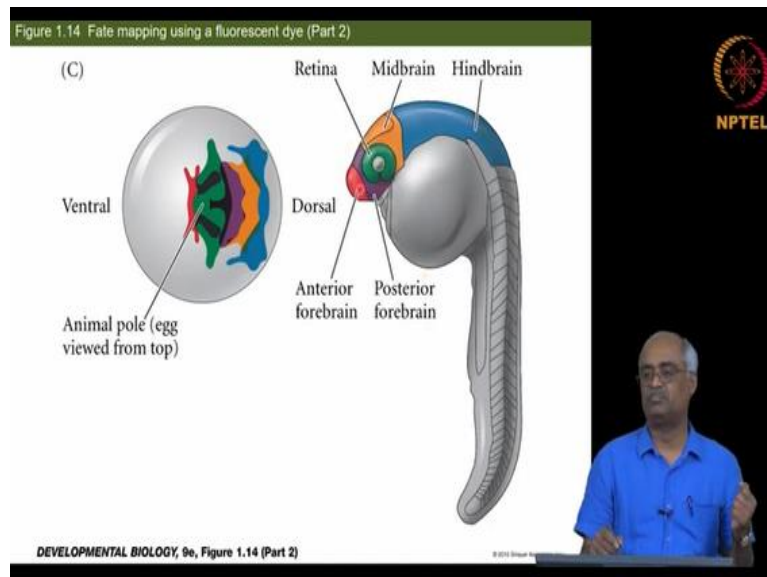 Figure 1.14 Fate mapping using a fluorescent dye (Part 2)
NPTEL
(C)
Retina
Midbrain
Hindbrain
Ventral
Dorsal
Anterior
forebrain
Posterior
forebrain
Animal pole (egg
viewed from top)
DEVELOPMENTAL BIOLOGY, 9e, Figure 1.14 (Part 2)